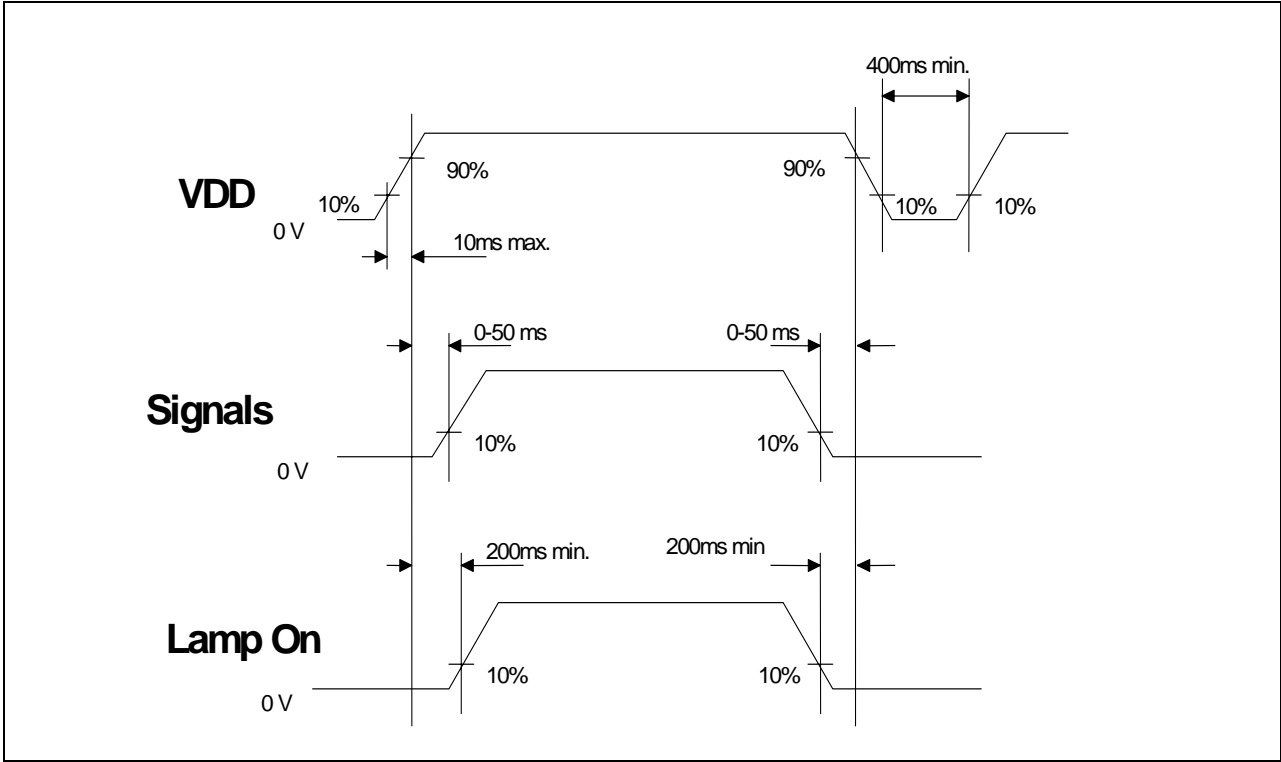 400ms min.
90%
90%
VDD
10%
10%
10%
0 V
10ms max.
0-50 ms
0-50 ms
Signals
10%
10%
0 V
200ms min.
200ms min
Lamp On
10%
10%
0 V